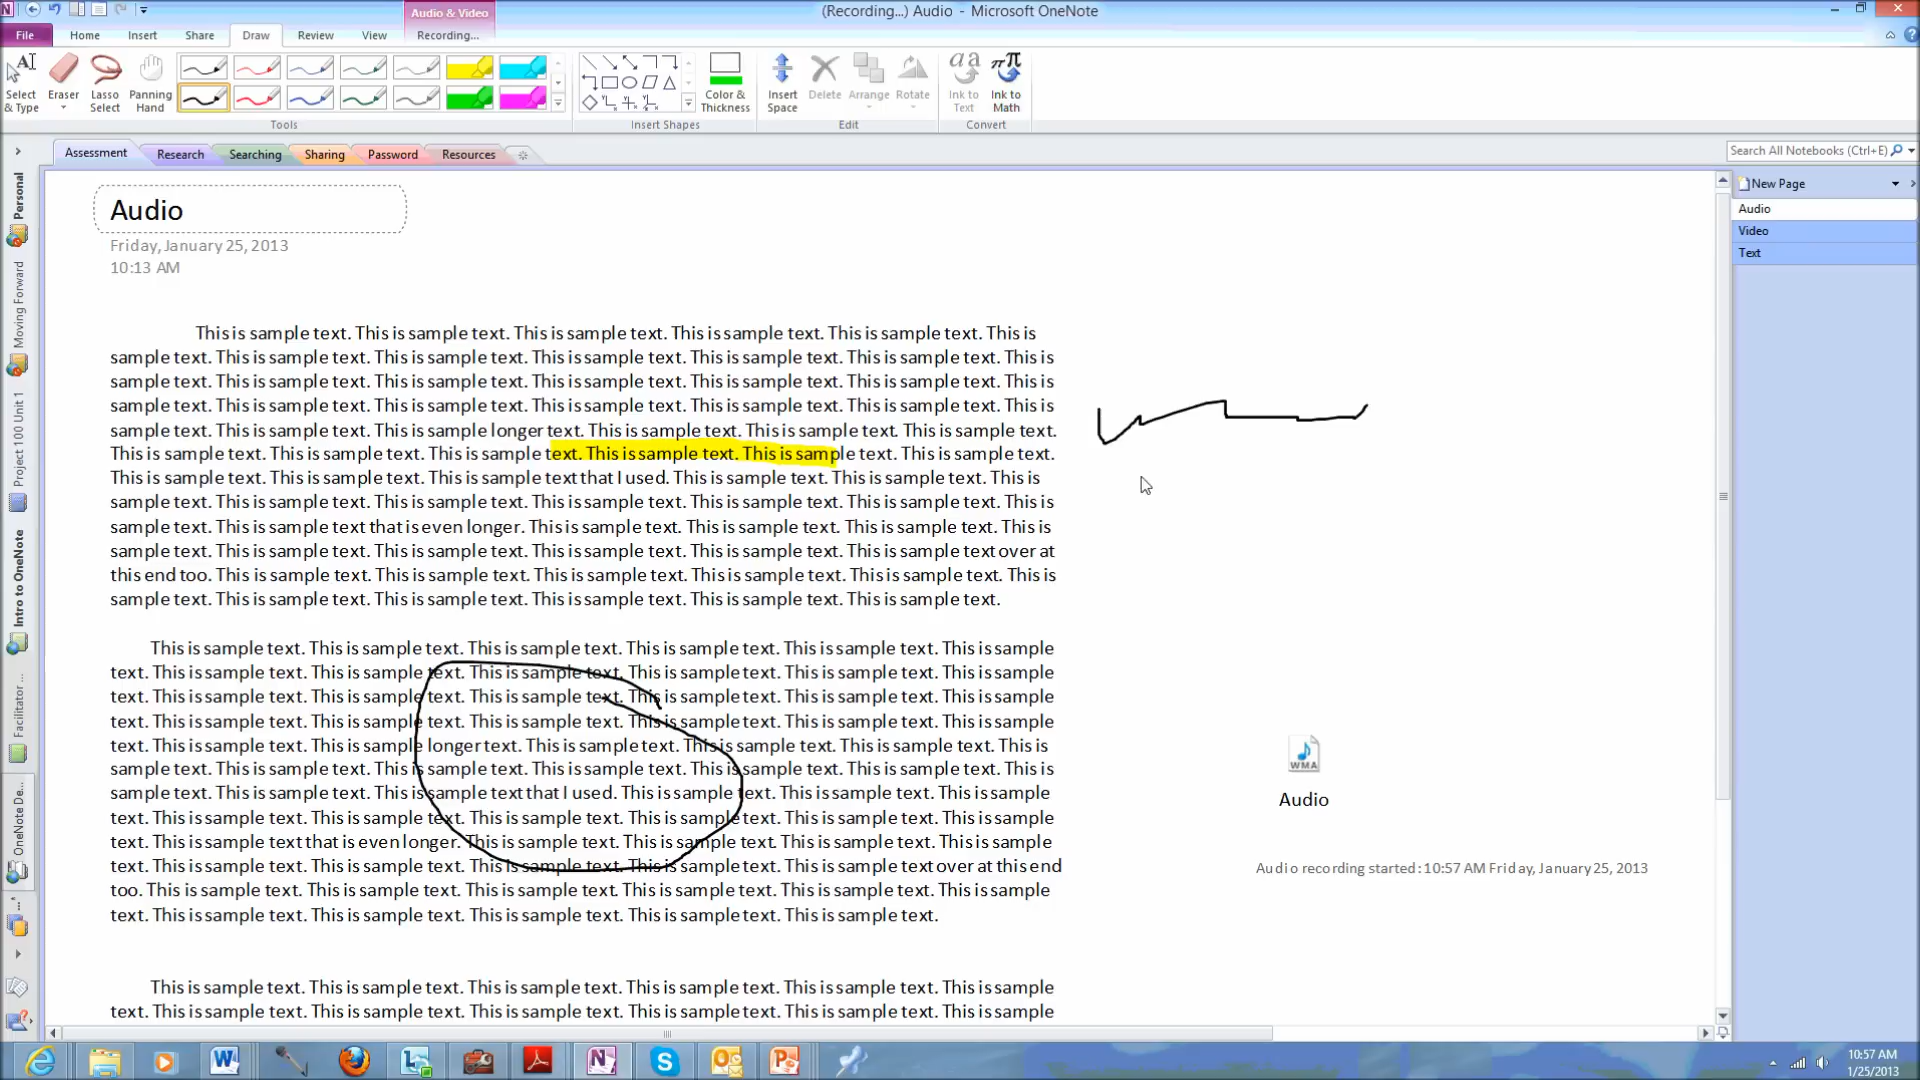 Audio & Video
(Recording...) Audio - Microsoft OneNote
File Home Insert Share Draw Review View Recording...
Select & Type
Eraser
Lasso Select
Panning Hand
Color & Thickness
Insert Space
Delete
Arrange
Rotate
Ink to Text
Ink to Math
Tools
Insert Shapes
Edit
Convert
Assessment Research Searching Sharing Password Resources
Search All Notebooks (Ctrl+E)
Personal
Moving Forward
Project 100 Unit 1
Intro to OneNote
Facilitator ...
OneNote De...
New Page
Audio
Video
Text
Audio
Friday, January 25, 2013
10:13 AM
This is sample text. This is sample text. This is sample text. This is sample text. This is sample text. This is
sample text. This is sample text. This is sample text. This is sample text. This is sample text. This is sample text. This is
sample text. This is sample text. This is sample text. This is sample text. This is sample text. This is sample text. This is
sample text. This is sample text. This is sample text. This is sample text. This is sample text. This is sample text. This is
sample text. This is sample text. This is sample longer text. This is sample text. This is sample text. This is sample text.
This is sample text. This is sample text. This is sample text. This is sample text. This is sample text. This is sample text.
This is sample text. This is sample text. This is sample text that I used. This is sample text. This is sample text. This is
sample text. This is sample text. This is sample text. This is sample text. This is sample text. This is sample text. This is
sample text. This is sample text that is even longer. This is sample text. This is sample text. This is sample text. This is
sample text. This is sample text. This is sample text. This is sample text. This is sample text. This is sample text over at
this end too. This is sample text. This is sample text. This is sample text. This is sample text. This is sample text. This is
sample text. This is sample text. This is sample text. This is sample text. This is sample text. This is sample text.
This is sample text. This is sample text. This is sample text. This is sample text. This is sample text. This is sample
text. This is sample text. This is sample text. This is sample text. This is sample text. This is sample text. This is sample
text. This is sample text. This is sample text. This is sample text. This is sample text. This is sample text. This is sample
text. This is sample text. This is sample text. This is sample text. This is sample text. This is sample text. This is sample
text. This is sample text. This is sample longer text. This is sample text. This is sample text. This is sample text. This is
sample text. This is sample text. This is sample text. This is sample text. This is sample text. This is sample text. This is
sample text. This is sample text. This is sample text that I used. This is sample text. This is sample text. This is sample
text. This is sample text. This is sample text. This is sample text. This is sample text. This is sample text. This is sample
text. This is sample text that is even longer. This is sample text. This is sample text. This is sample text. This is sample
text. This is sample text. This is sample text. This is sample text. This is sample text. This is sample text over at this end
too. This is sample text. This is sample text. This is sample text. This is sample text. This is sample text. This is sample
text. This is sample text. This is sample text. This is sample text. This is sample text. This is sample text.
This is sample text. This is sample text. This is sample text. This is sample text. This is sample text. This is sample
text. This is sample text. This is sample text. This is sample text. This is sample text. This is sample text. This is sample
WMA
Audio
Audio recording started: 10:57 AM Friday, January 25, 2013
10:57 AM
1/25/2013